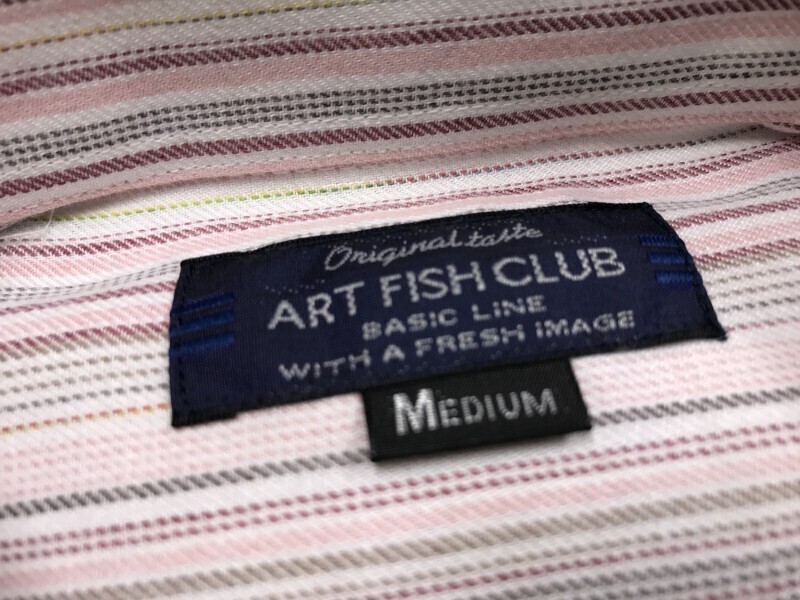 Original taste
ART FISH CLUB
BASIC LINE
WITH A FRESH IMAGE
MEDIUM